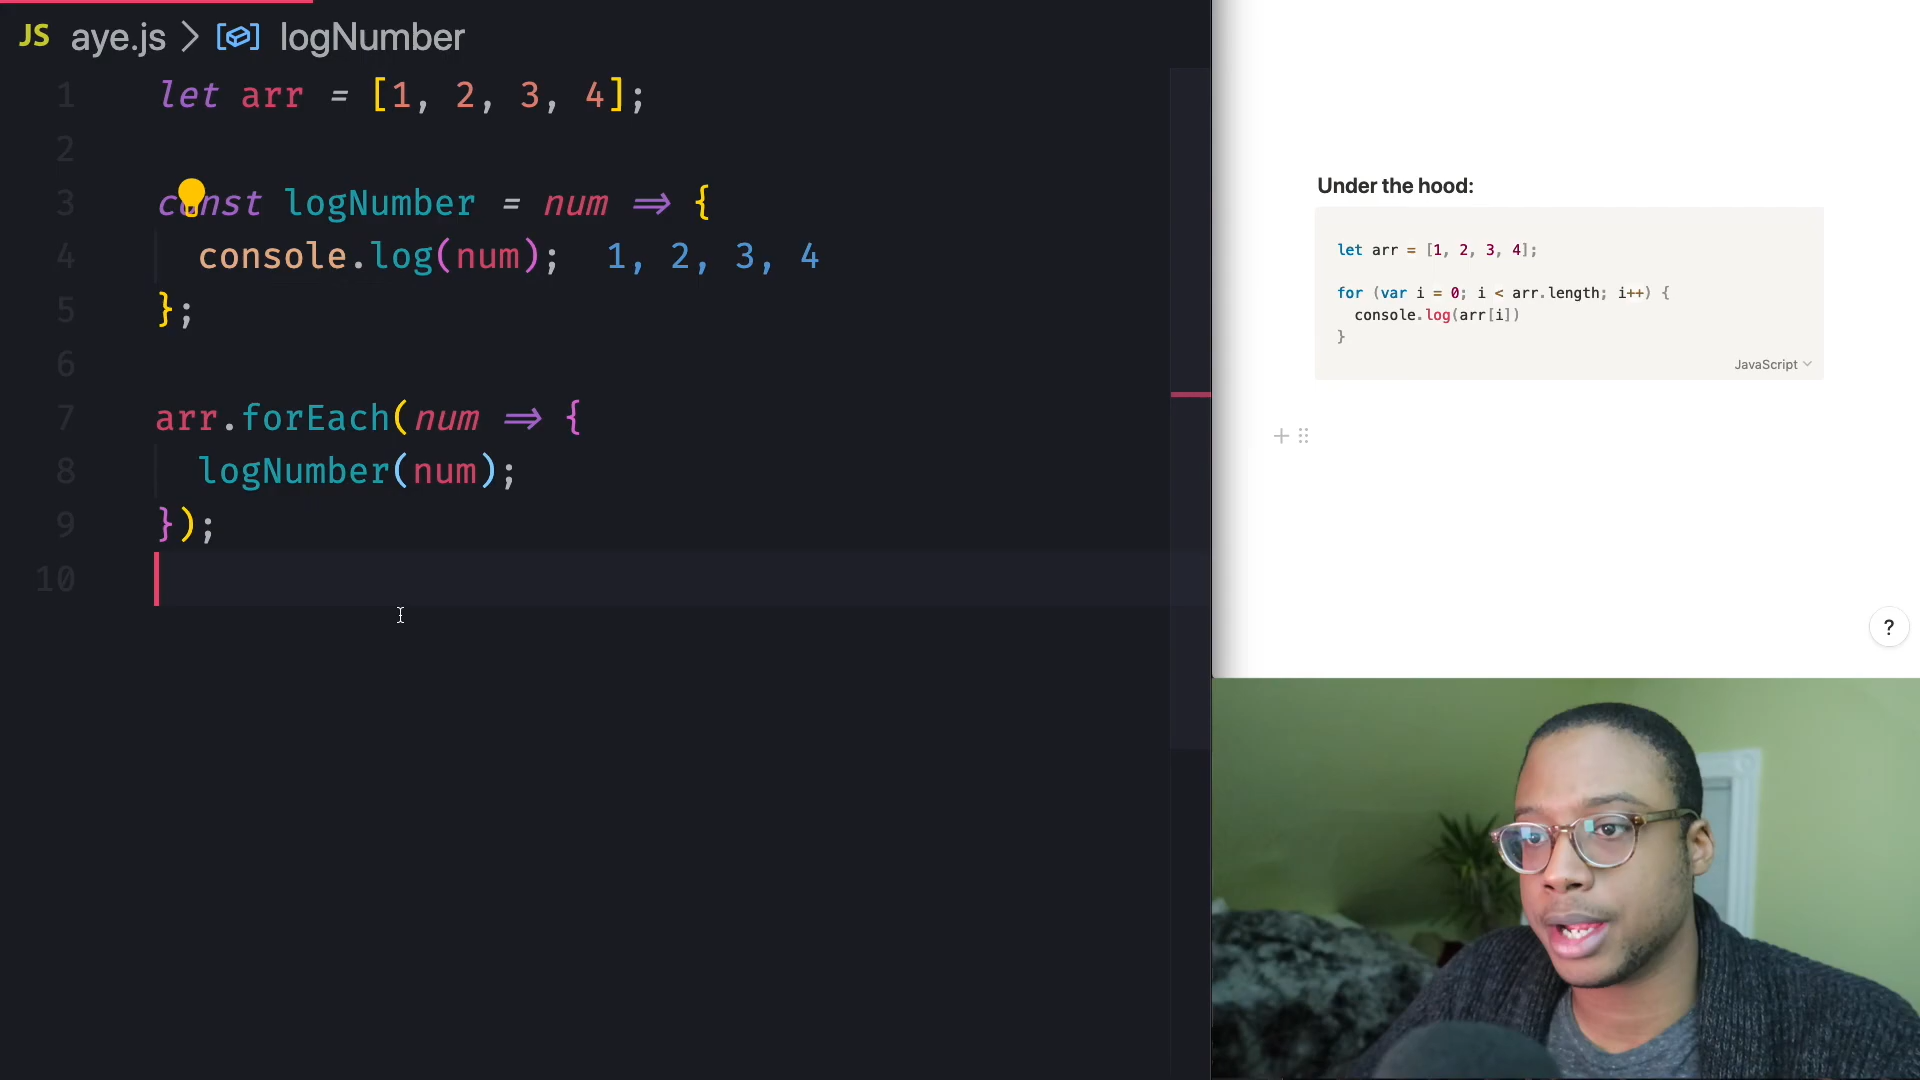 JS aye.js > logNumber
1 let arr = [1, 2, 3, 4];
2
3 const logNumber = num => {
4 console.log(num); 1, 2, 3, 4
5 };
6
7 arr.forEach(num => {
8 logNumber(num);
9 });
10
Under the hood:
let arr = [1, 2, 3, 4];
for (var i = 0; i < arr.length; i++) {
console.log(arr[i])
}
JavaScript
?